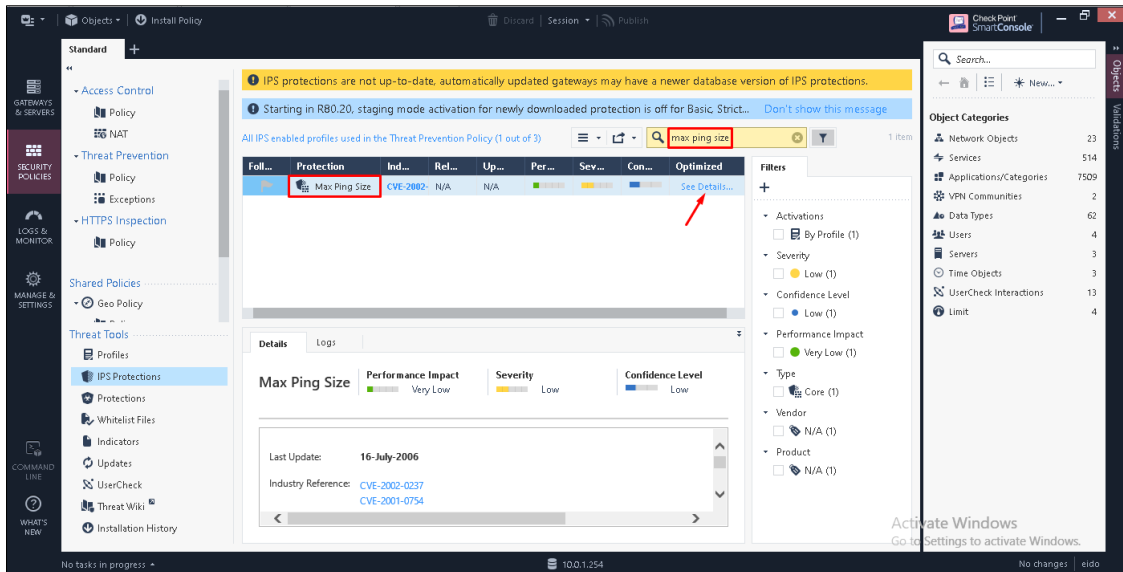 Objects
Install Policy
Discard
Session
Publish
Check Point
SmartConsole
GATEWAYS
& SERVERS
SECURITY
POLICIES
LOGS &
MONITOR
MANAGE &
SETTINGS
COMMAND
LINE
WHAT'S
NEW
Standard
Access Control
Policy
NAT
Threat Prevention
Policy
Exceptions
HTTPS Inspection
Policy
Shared Policies
Geo Policy
Threat Tools
Profiles
IPS Protections
Protections
Whitelist Files
Indicators
Updates
UserCheck
Threat Wiki
Installation History
IPS protections are not up-to-date, automatically updated gateways may have a newer database version of IPS protections.
Starting in R80.20, staging mode activation for newly downloaded protection is off for Basic, Strict... Don't show this message
All IPS enabled profiles used in the Threat Prevention Policy (1 out of 3)
max ping size
1 item
Foll... Protection Ind... Rel... Up... Per... Sev... Con... Optimized
Max Ping Size CVE-2002- N/A N/A See Details...
Details Logs
Max Ping Size
Performance Impact
Very Low
Severity
Low
Confidence Level
Low
Last Update: 16-July-2006
Industry Reference: CVE-2002-0237
CVE-2001-0754
Filters
Activations
By Profile (1)
Severity
Low (1)
Confidence Level
Low (1)
Performance Impact
Very Low (1)
Type
Core (1)
Vendor
N/A (1)
Product
N/A (1)
Search...
New...
Object Categories
Network Objects 23
Services 514
Applications/Categories 7509
VPN Communities 2
Data Types 62
Users 4
Servers 3
Time Objects 3
UserCheck Interactions 13
Limit 4
Objects
Validations
Activate Windows
Go to Settings to activate Windows.
No tasks in progress
10.0.1.254
No changes
eido